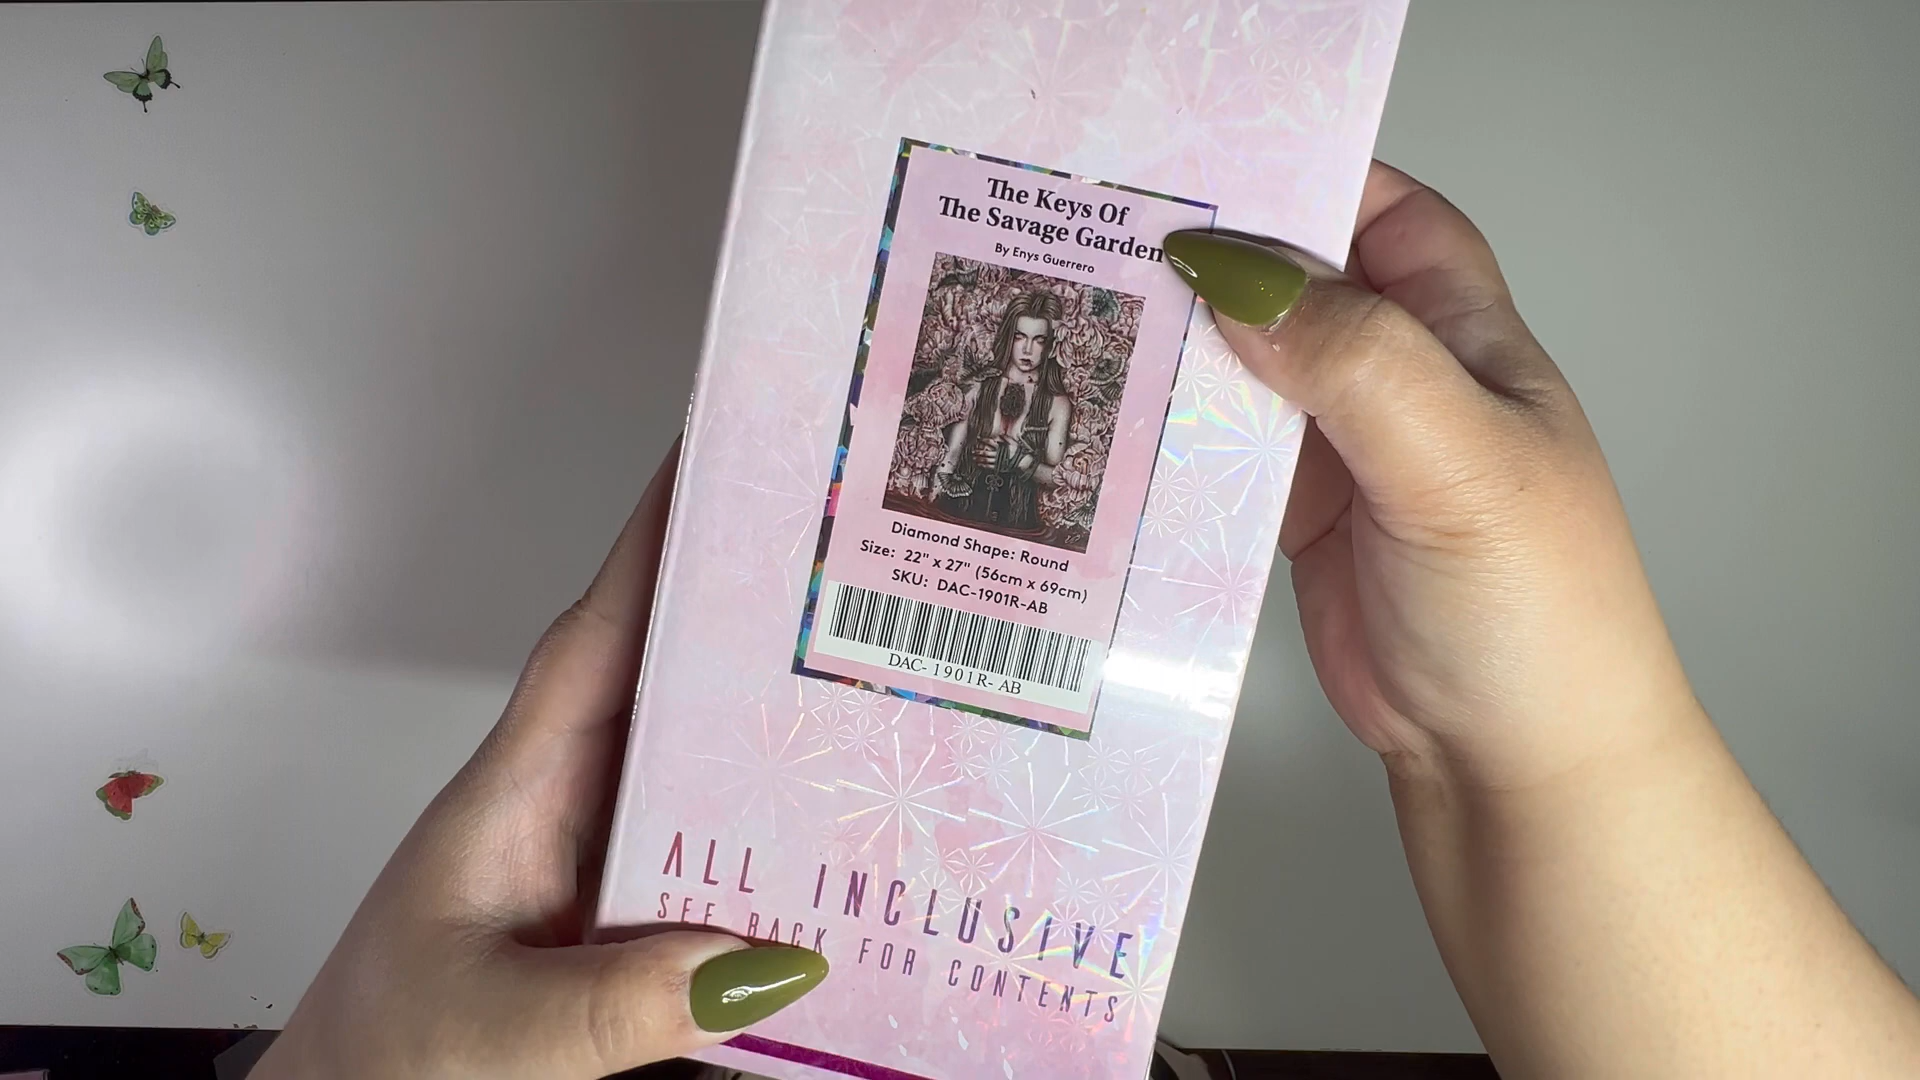 The Keys Of
The Savage Garden
By Enys Guerrero
Diamond Shape: Round
Size: 22" x 27" (56cm x 69cm)
SKU: DAC-1901R-AB
DAC- 1901R- AB
ALL INCLUSIVE
SEE BACK FOR CONTENTS